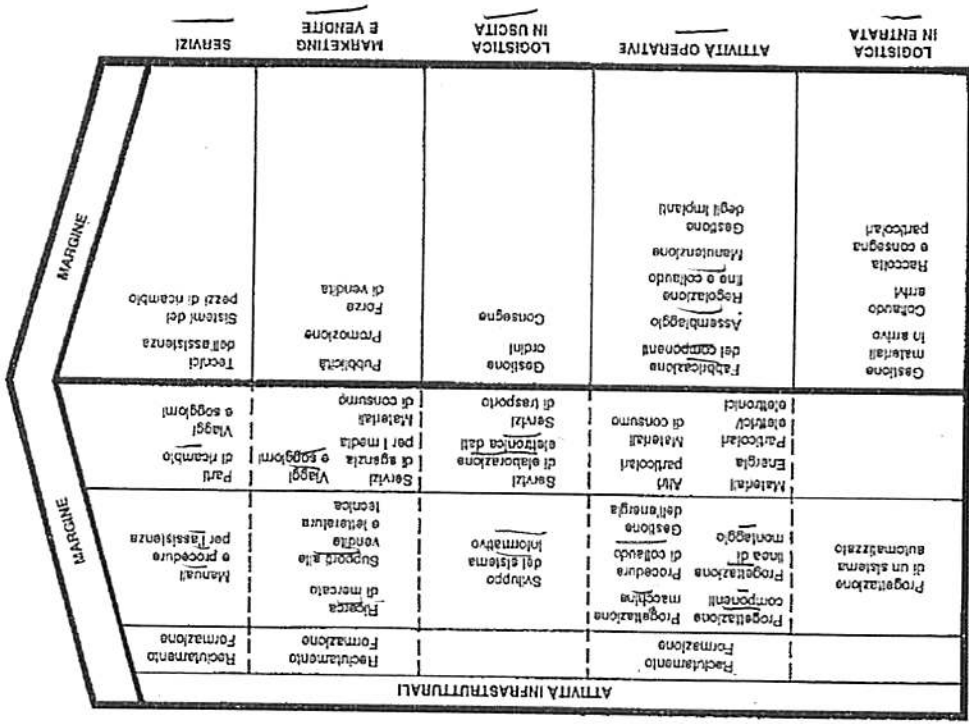 ATTIVITÀ INFRASTRUTTURALI
Reclutamento
Formazione
Reclutamento
Formazione
Reclutamento
Formazione
Progettazione
di un sistema
automatizzato
Progettazione
componenti
Progettazione
linea di
montaggio
Progettazione
macchine
Procedura
di collaudo
Gestione
dell'energia
Sviluppo
del sistema
informativo
Ricerca
di mercato
Supporti alle
vendite
e letteratura
tecnica
Manuali
e procedure
per l'assistenza
Materiali
Energia
Particolari
elettrici/
elettronici
Altri
particolari
Materiali
di consumo
Servizi
di elaborazione
elettronica dati
Servizi
di trasporto
Servizi
di agenzia
per i media
Materiali
di consumo
Viaggi
e soggiorni
Parti
di ricambio
Viaggi
e soggiorni
MARGINE
Gestione
materiali
in arrivo
Collaudo
arrivi
Raccolta
e consegna
particolari
Fabbricazione
dei componenti
Assemblaggio
Regolazione
fine e collaudo
Manutenzione
Gestione
degli impianti
Gestione
ordini
Consegne
Pubblicità
Promozione
Forze
di vendita
Tecnici
dell'assistenza
Sistemi dei
pezzi di ricambio
MARGINE
LOGISTICA
IN ENTRATA
ATTIVITÀ OPERATIVE
LOGISTICA
IN USCITA
MARKETING
E VENDITE
SERVIZI